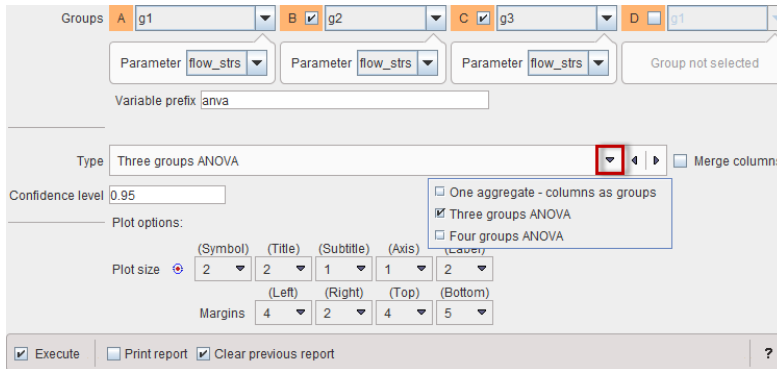 Groups A g1 B g2 C g3 D g1
Parameter flow_strs Parameter flow_strs Parameter flow_strs Group not selected
Variable prefix anva
Type Three groups ANOVA Merge column
Confidence level 0.95
One aggregate - columns as groups
Three groups ANOVA
Four groups ANOVA
Plot options:
(Symbol) (Title) (Subtitle) (Axis) (Label)
Plot size 2 2 1 1 2
(Left) (Right) (Top) (Bottom)
Margins 4 2 4 5
Execute Print report Clear previous report ?